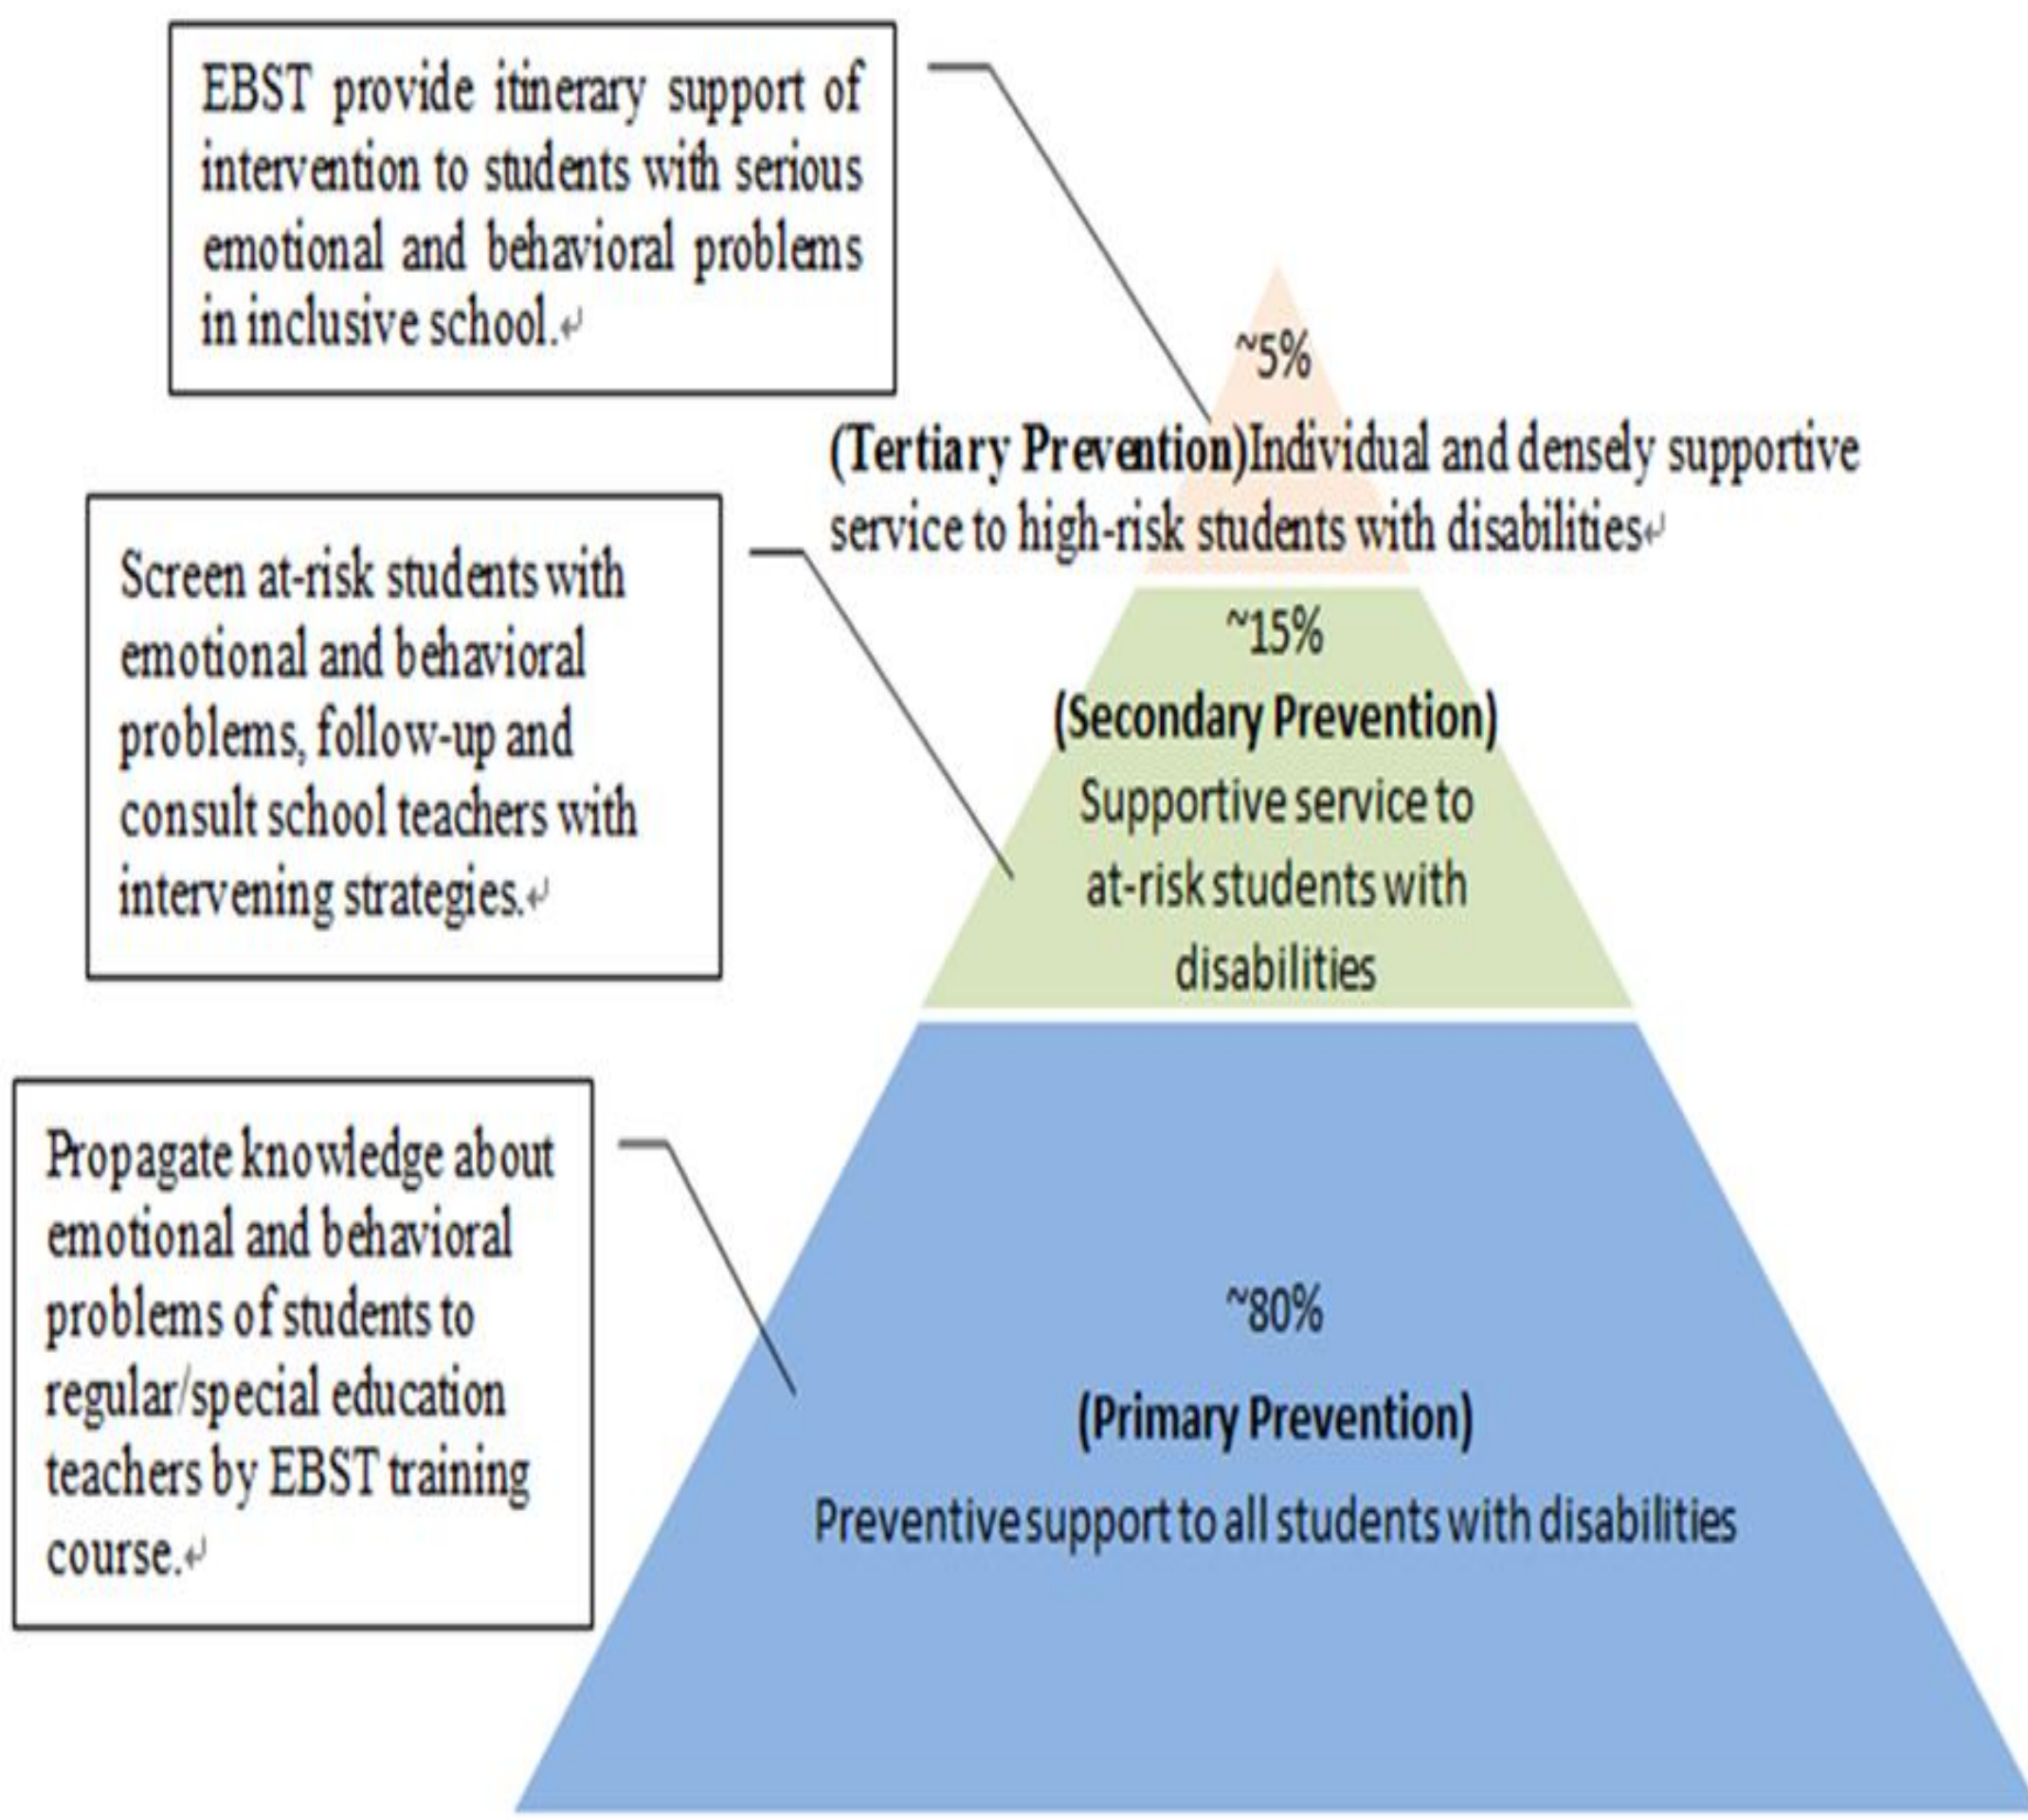 EBST provide itinerary support of
intervention to students with serious
emotional and behavioral problems
in inclusive school.↵
~5%
(Tertiary Prevention)Individual and densely supportive
service to high-risk students with disabilities↵
Screen at-risk students with
emotional and behavioral
problems, follow-up and
consult school teachers with
intervening strategies.↵
~15%
(Secondary Prevention)
Supportive service to
at-risk students with
disabilities
Propagate knowledge about
emotional and behavioral
problems of students to
regular/special education
teachers by EBST training
course.↵
~80%
(Primary Prevention)
Preventive support to all students with disabilities